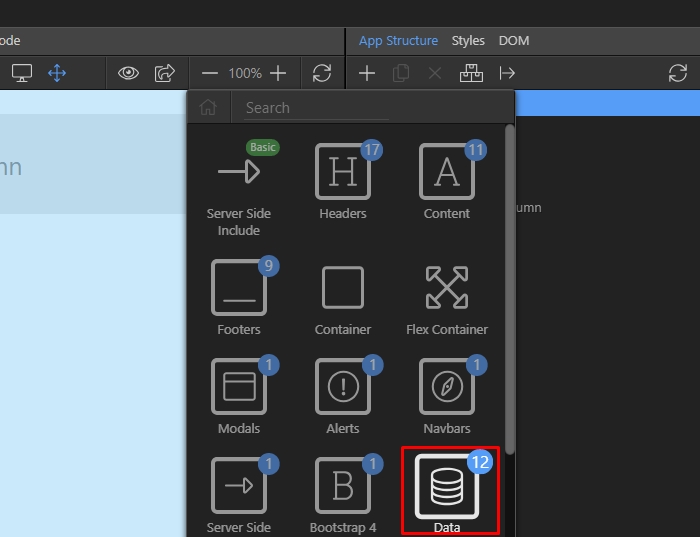 ode
App Structure Styles DOM
100%
Search
Basic
17
11
Server Side
Include
Headers
Content
9
Footers
Container
Flex Container
1
1
1
Modals
Alerts
Navbars
1
1
12
Server Side
Bootstrap 4
Data
nn
umn